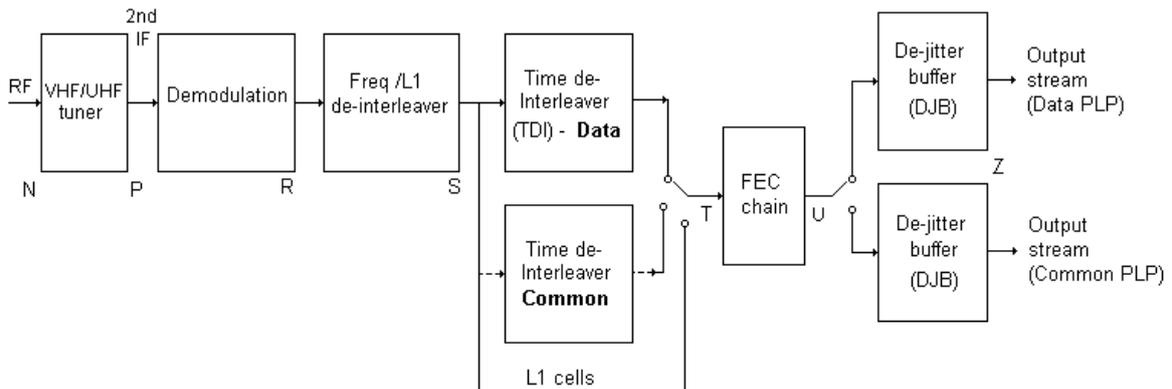 2nd
IF
RF
VHF/UHF
tuner
Demodulation
Freq /L1
de-interleaver
Time de-
Interleaver
(TDI) - Data
Time de-
Interleaver
Common
L1 cells
FEC
chain
De-jitter
buffer
(DJB)
De-jitter
buffer
(DJB)
Output
stream
(Data PLP)
Output
stream
(Common PLP)
N
P
R
S
T
U
Z